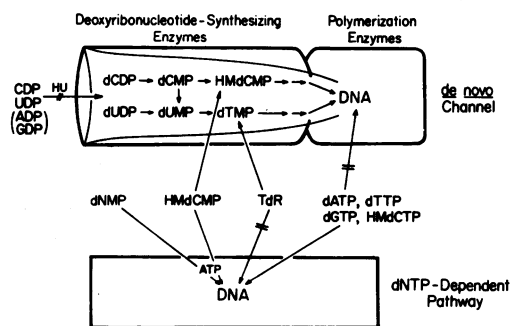 Deoxyribonucleotide-Synthesizing
Enzymes
Polymerization
Enzymes
CDP
UDP
(ADP)
(GDP)
HU
dCDP → dCMP → HMdCMP → →
dUDP → dUMP → dTMP → →
DNA
de novo
Channel
dNMP
HMdCMP
TdR
dATP, dTTP
dGTP, HMdCTP
ATP
DNA
dNTP-Dependent
Pathway